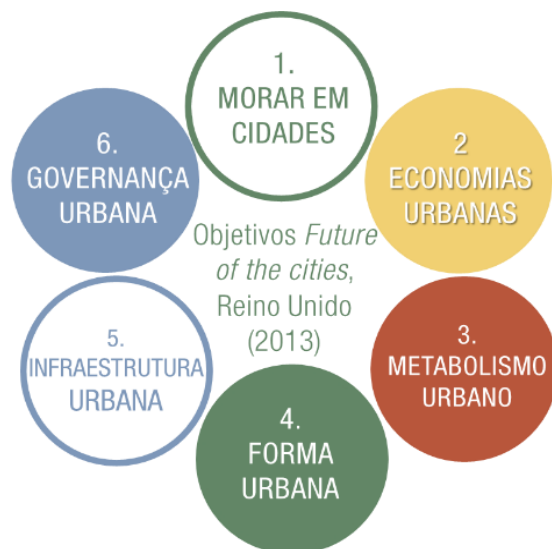 1.
MORAR EM
CIDADES
2
ECONOMIAS
URBANAS
3.
METABOLISMO
URBANO
4.
FORMA
URBANA
5.
INFRAESTRUTURA
URBANA
6.
GOVERNANÇA
URBANA
Objetivos Future
of the cities,
Reino Unido
(2013)